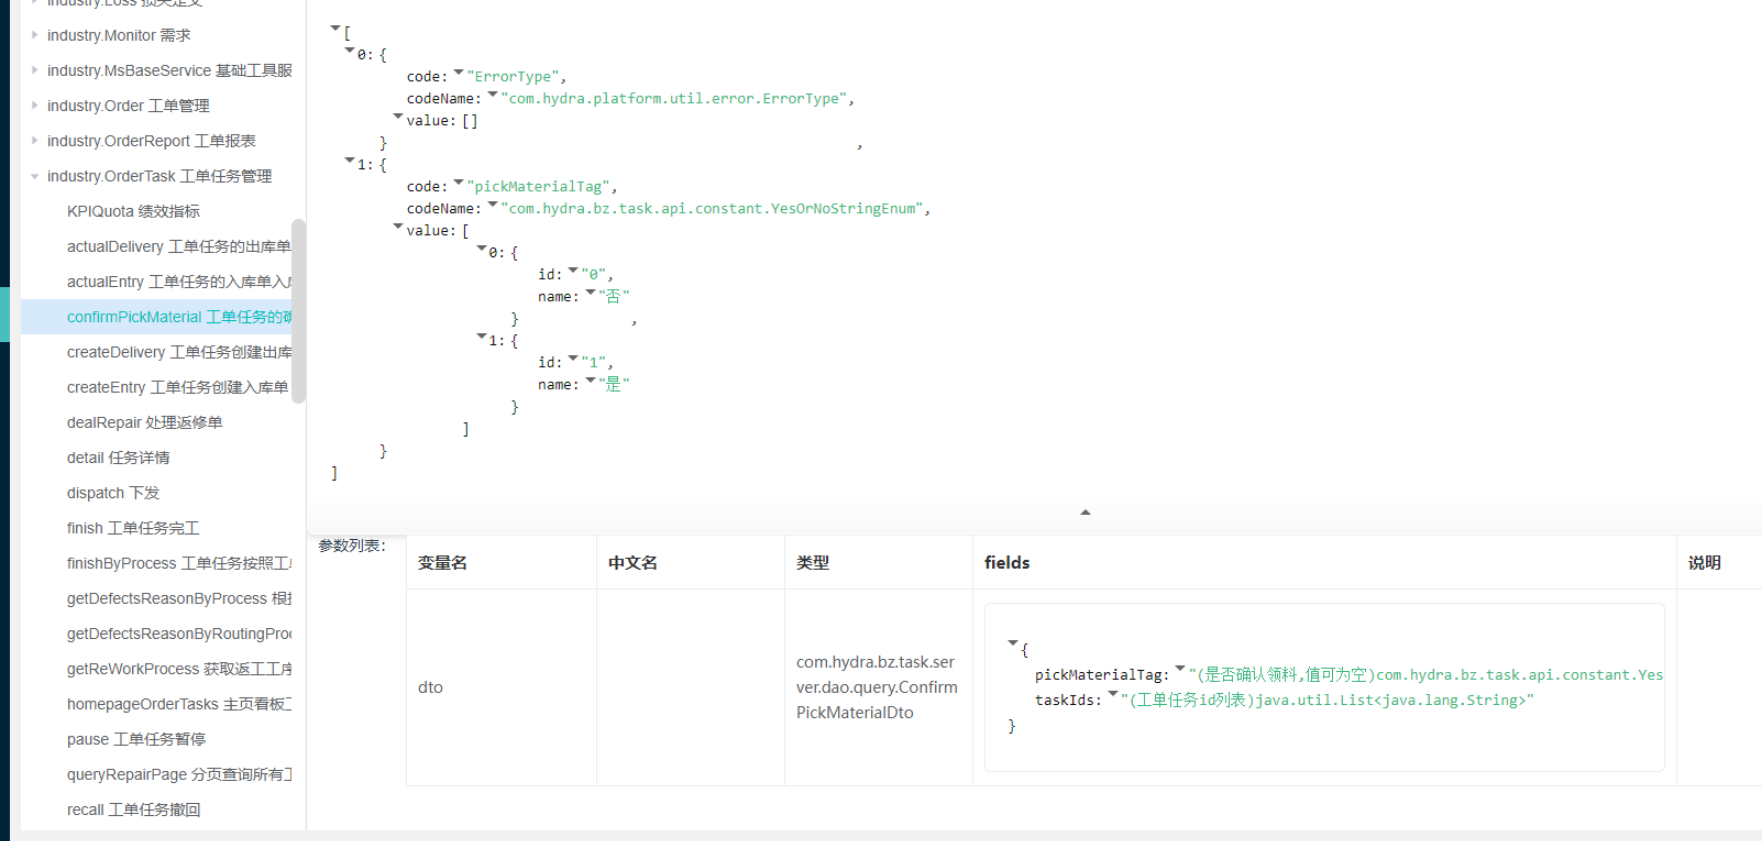 industry.Loss 损失定义
industry.Monitor 需求
industry.MsBaseService 基础工具服
industry.Order 工单管理
industry.OrderReport 工单报表
industry.OrderTask 工单任务管理
KPIQuota 绩效指标
actualDelivery 工单任务的出库单
actualEntry 工单任务的入库单入
confirmPickMaterial 工单任务的确
createDelivery 工单任务创建出库
createEntry 工单任务创建入库单
dealRepair 处理返修单
detail 任务详情
dispatch 下发
finish 工单任务完工
finishByProcess 工单任务按照工
getDefectsReasonByProcess 根
getDefectsReasonByRoutingPro
getReWorkProcess 获取返工工序
homepageOrderTasks 主页看板工
pause 工单任务暂停
queryRepairPage 分页查询所有工
recall 工单任务撤回
[
0: {
code: "ErrorType",
codeName: "com.hydra.platform.util.error.ErrorType",
value: []
} ,
1: {
code: "pickMaterialTag",
codeName: "com.hydra.bz.task.api.constant.YesOrNoStringEnum",
value: [
0: {
id: "0",
name: "否"
} ,
1: {
id: "1",
name: "是"
}
]
}
]
参数列表:
变量名 中文名 类型 fields 说明
dto
com.hydra.bz.task.ser
ver.dao.query.Confirm
PickMaterialDto
{
pickMaterialTag: "(是否确认领料,值可为空)com.hydra.bz.task.api.constant.Yes
taskIds: "(工单任务id列表)java.util.List<java.lang.String>"
}